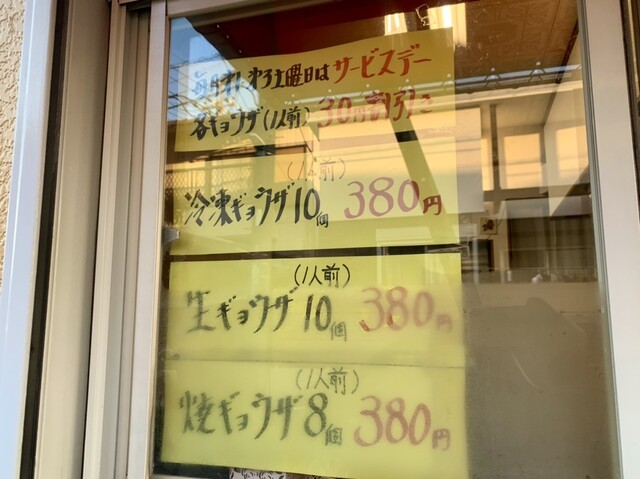 毎月第1、第3土曜日はサービスデー
各ギョウザ(1人前) 30円割引き
(1人前)
冷凍ギョウザ10個 380円
(1人前)
生ギョウザ10個 380円
(1人前)
焼ギョウザ8個 380円